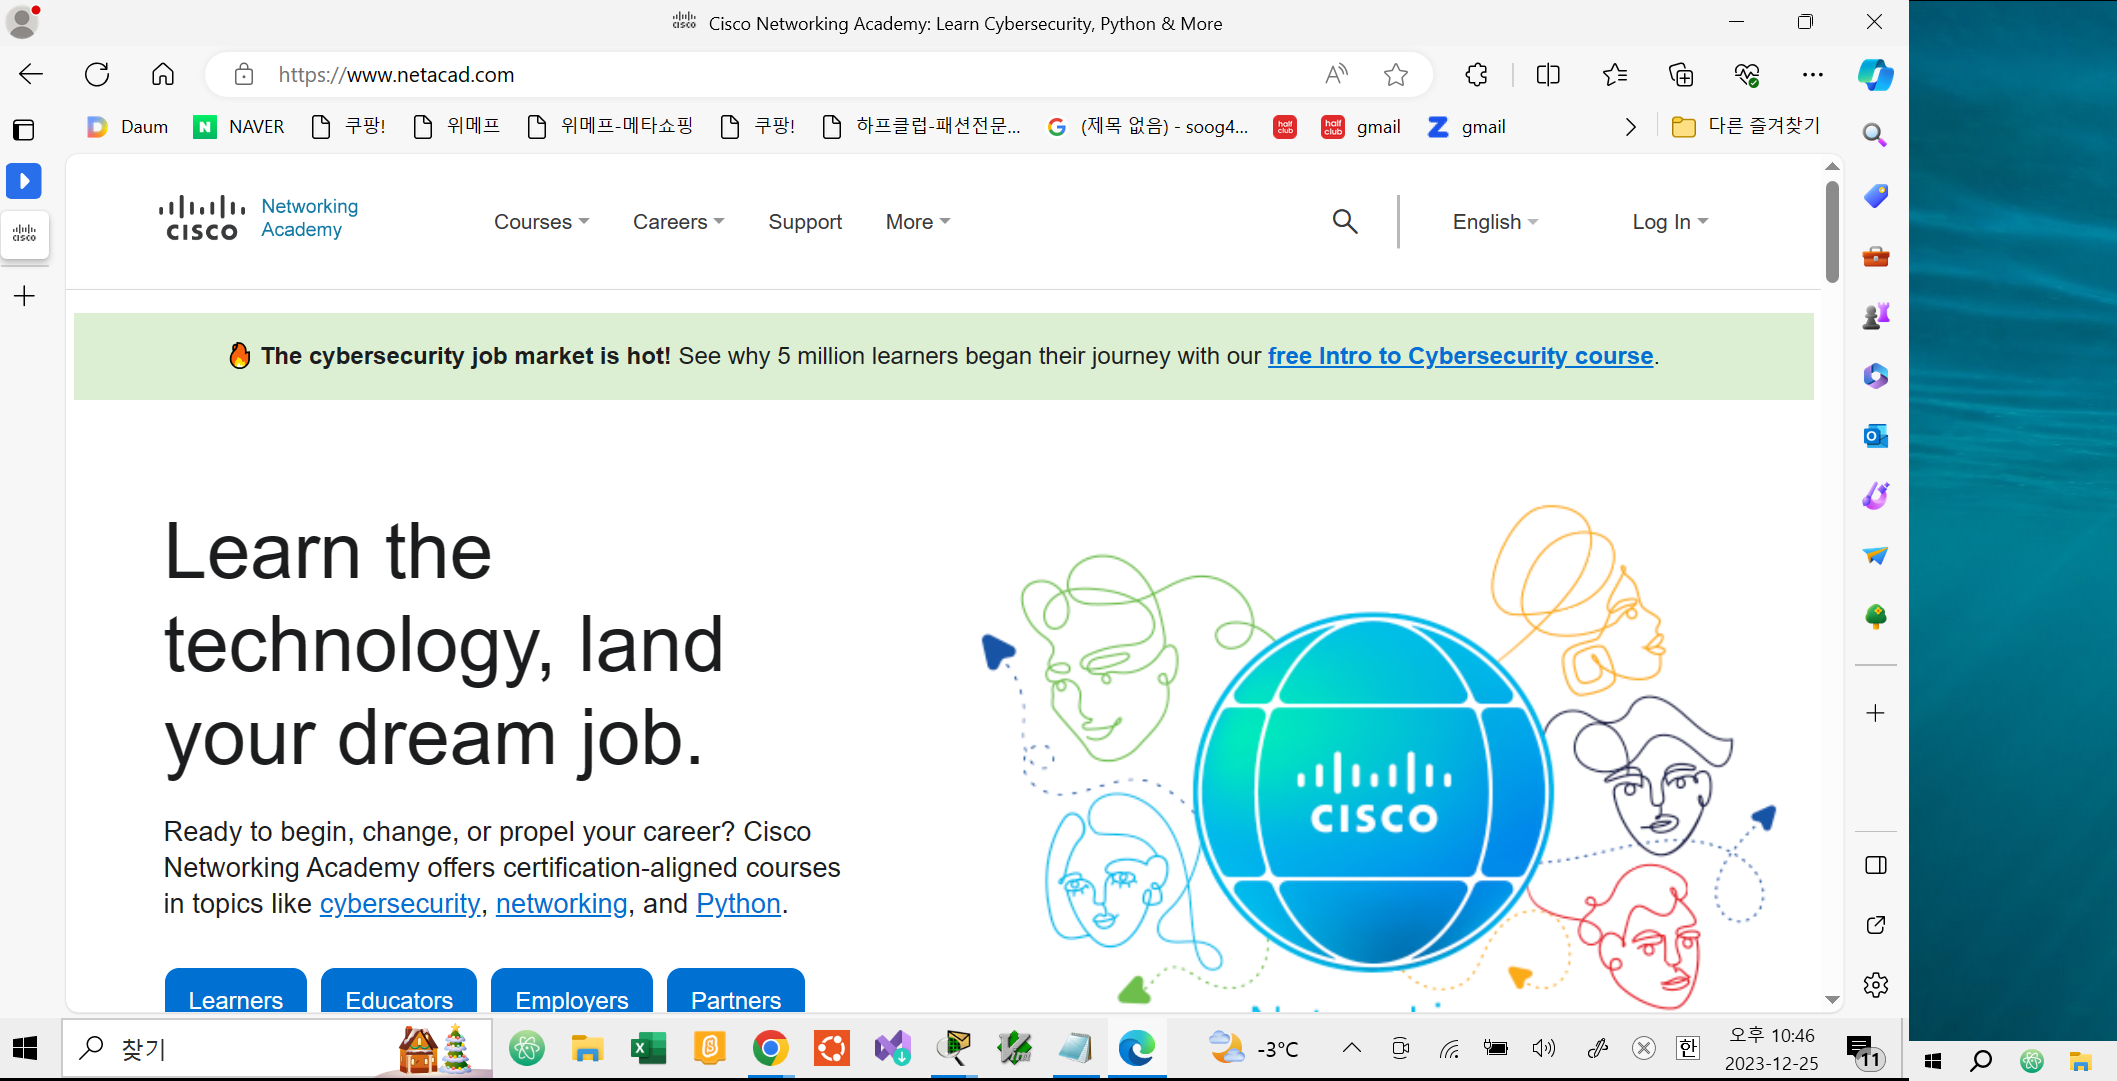 Cisco Networking Academy: Learn Cybersecurity, Python & More
https://www.netacad.com
Daum
NAVER
쿠팡!
위메프
위메프-메타쇼핑
쿠팡!
하프클럽-패션전문...
(제목 없음) - soog4...
half club
half club
gmail
gmail
다른 즐겨찾기
CISCO
Networking
Academy
Courses
Careers
Support
More
English
Log In
cisco
The cybersecurity job market is hot! See why 5 million learners began their journey with our free Intro to Cybersecurity course.
Learn the
technology, land
your dream job.
CISCO
Ready to begin, change, or propel your career? Cisco
Networking Academy offers certification-aligned courses
in topics like cybersecurity, networking, and Python.
Learners
Educators
Employers
Partners
찾기
-3°C
한
오후 10:46
2023-12-25
11